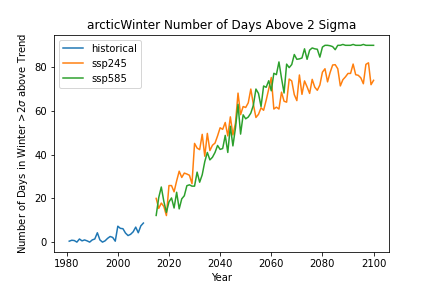 arcticWinter Number of Days Above 2 Sigma
Number of Days in Winter > 2σ above Trend
80
60
40
20
0
historical
ssp245
ssp585
1980 2000 2020 2040 2060 2080 2100
Year